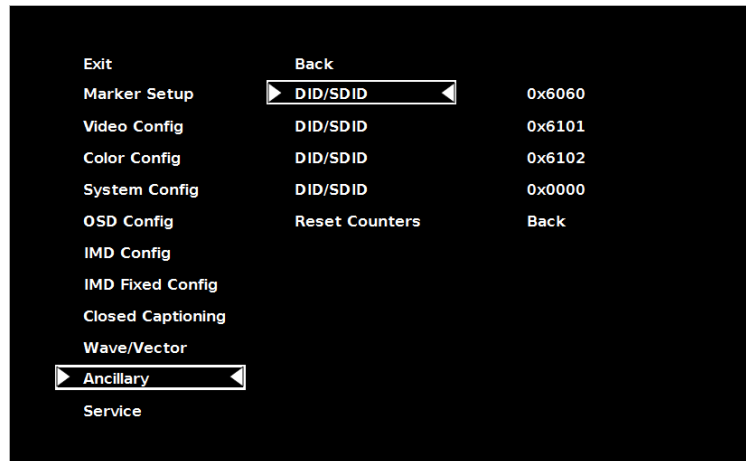 Exit Back
Marker Setup DID/SDID 0x6060
Video Config DID/SDID 0x6101
Color Config DID/SDID 0x6102
System Config DID/SDID 0x0000
OSD Config Reset Counters Back
IMD Config
IMD Fixed Config
Closed Captioning
Wave/Vector
Ancillary
Service